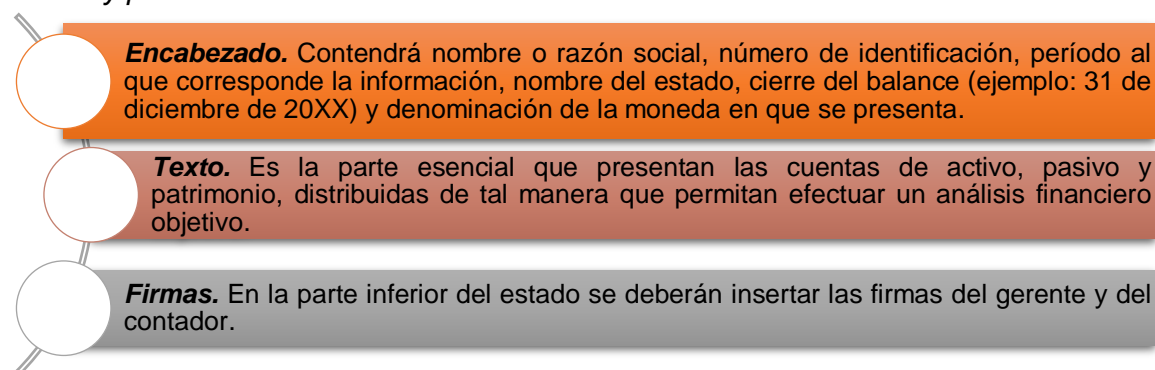 Encabezado. Contendrá nombre o razón social, número de identificación, período al
que corresponde la información, nombre del estado, cierre del balance (ejemplo: 31 de
diciembre de 20XX) y denominación de la moneda en que se presenta.
Texto. Es la parte esencial que presentan las cuentas de activo, pasivo y
patrimonio, distribuidas de tal manera que permitan efectuar un análisis financiero
objetivo.
Firmas. En la parte inferior del estado se deberán insertar las firmas del gerente y del
contador.